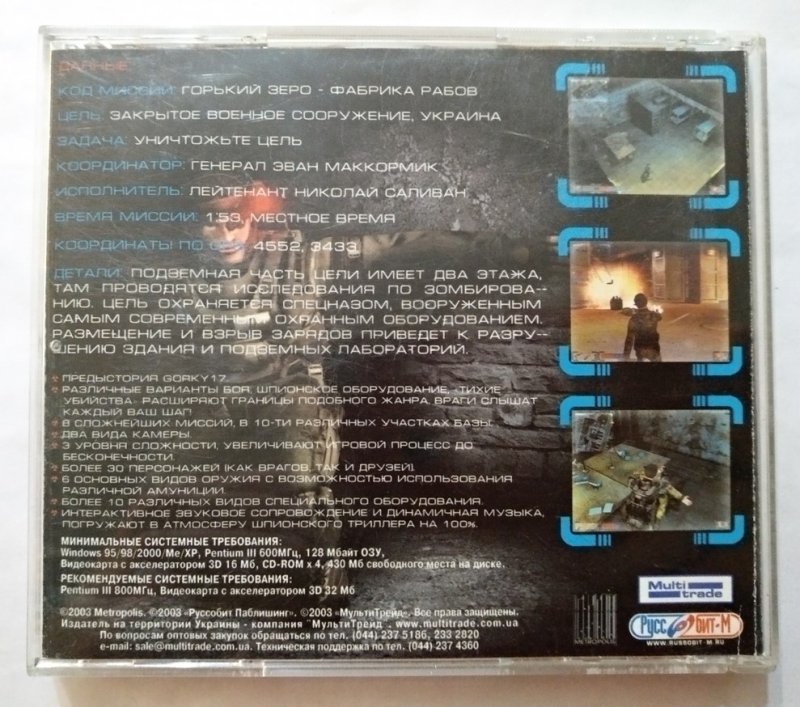 ДАННЫЕ:
КОД МИССИИ: ГОРЬКИЙ ЗЕРО - ФАБРИКА РАБОВ
ЦЕЛЬ: ЗАКРЫТОЕ ВОЕННОЕ СООРУЖЕНИЕ, УКРАИНА
ЗАДАЧА: УНИЧТОЖЬТЕ ЦЕЛЬ
КООРДИНАТОР: ГЕНЕРАЛ ЭВАН МАККОРМИК
ИСПОЛНИТЕЛЬ: ЛЕЙТЕНАНТ НИКОЛАЙ САЛИВАН
ВРЕМЯ МИССИИ: 1:53, МЕСТНОЕ ВРЕМЯ
КООРДИНАТЫ ПО 4552, 3433
ДЕТАЛИ: ПОДЗЕМНАЯ ЧАСТЬ ЦЕЛИ ИМЕЕТ ДВА ЭТАЖА,
ТАМ ПРОВОДЯТСЯ ИССЛЕДОВАНИЯ ПО ЗОМБИРОВА--
НИЮ. ЦЕЛЬ ОХРАНЯЕТСЯ СПЕЦНАЗОМ, ВООРУЖЕННЫМ
САМЫМ СОВРЕМЕННЫМ ОХРАННЫМ ОБОРУДОВАНИЕМ.
РАЗМЕЩЕНИЕ И ВЗРЫВ ЗАРЯДОВ ПРИВЕДЕТ К РАЗРУ--
ШЕНИЮ ЗДАНИЯ И ПОДЗЕМНЫХ ЛАБОРАТОРИЙ.
ПРЕДЫСТОРИЯ GORKY17.
РАЗЛИЧНЫЕ ВАРИАНТЫ БОЯ: ШПИОНСКОЕ ОБОРУДОВАНИЕ, «ТИХИЕ
УБИЙСТВА» РАСШИРЯЮТ ГРАНИЦЫ ПОДОБНОГО ЖАНРА, ВРАГИ СЛЫШАТ
КАЖДЫЙ ВАШ ШАГ!
8 СЛОЖНЕЙШИХ МИССИЙ, В 10-ТИ РАЗЛИЧНЫХ УЧАСТКАХ БАЗЫ.
ДВА ВИДА КАМЕРЫ.
3 УРОВНЯ СЛОЖНОСТИ, УВЕЛИЧИВАЮТ ИГРОВОЙ ПРОЦЕСС ДО
БЕСКОНЕЧНОСТИ.
БОЛЕЕ 30 ПЕРСОНАЖЕЙ (КАК ВРАГОВ, ТАК И ДРУЗЕЙ).
6 ОСНОВНЫХ ВИДОВ ОРУЖИЯ С ВОЗМОЖНОСТЬЮ ИСПОЛЬЗОВАНИЯ
РАЗЛИЧНОЙ АМУНИЦИИ.
БОЛЕЕ 10 РАЗЛИЧНЫХ ВИДОВ СПЕЦИАЛЬНОГО ОБОРУДОВАНИЯ.
ИНТЕРАКТИВНОЕ ЗВУКОВОЕ СОПРОВОЖДЕНИЕ И ДИНАМИЧНАЯ МУЗЫКА,
ПОГРУЖАЮТ В АТМОСФЕРУ ШПИОНСКОГО ТРИЛЛЕРА НА 100%.
МИНИМАЛЬНЫЕ СИСТЕМНЫЕ ТРЕБОВАНИЯ:
Windows 95/98/2000/Me/XP, Pentium III 600МГц, 128 Мбайт ОЗУ,
Видеокарта с акселератором 3D 16 Мб, CD-ROM x 4, 430 Мб свободного места на диске.
РЕКОМЕНДУЕМЫЕ СИСТЕМНЫЕ ТРЕБОВАНИЯ:
Pentium III 800МГц, Видеокарта с акселератором 3D 32 Мб
©2003 Metropolis. ©2003 «Руссобит Паблишинг». ©2003 «МультиТрейд». Все права защищены.
Издатель на территории Украины - компания "МультиТрейд". www.multitrade.com.ua
По вопросам оптовых закупок обращаться по тел. (044) 237 5186, 233 2820
e-mail: sale@multitrade.com.ua. Техническая поддержка по тел. (044) 237 4360
METROPOLIS
Multi
trade
РУССОБИТ-М
WWW.RUSSOBIT-M.RU